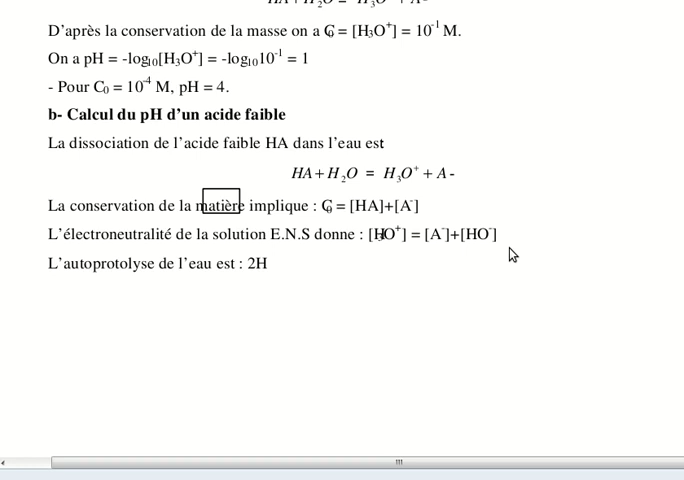 HA + H₂O = H₃O⁺ + A-
D'après la conservation de la masse on a C₀ = [H₃O⁺] = 10⁻¹ M.
On a pH = -log₁₀[H₃O⁺] = -log₁₀10⁻¹ = 1
- Pour C₀ = 10⁻⁴ M, pH = 4.
b- Calcul du pH d'un acide faible
La dissociation de l'acide faible HA dans l'eau est
HA + H₂O = H₃O⁺ + A-
La conservation de la matière implique : C₀ = [HA]+[A⁻]
L'électroneutralité de la solution E.N.S donne : [H₃O⁺] = [A⁻]+[HO⁻]
L'autoprotolyse de l'eau est : 2H